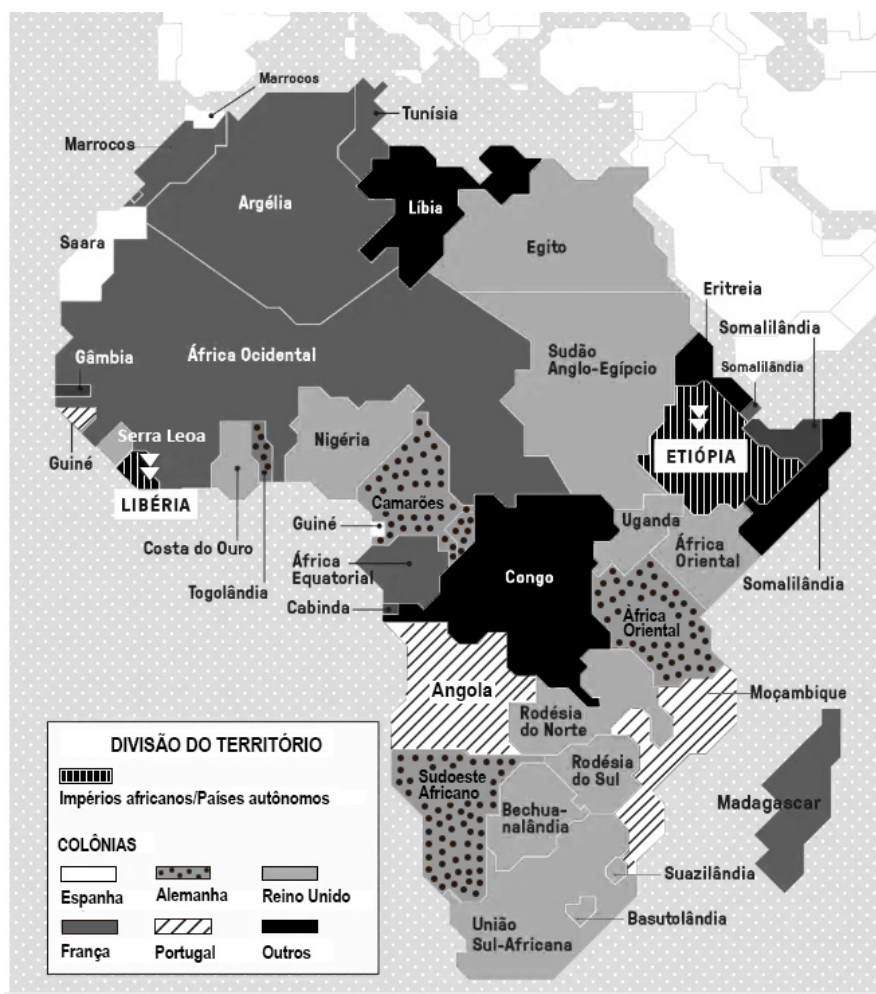 Marrocos
Tunísia
Marrocos
Argélia
Líbia
Saara
Egito
Eritreia
Somalilândia
Gâmbia
África Ocidental
Sudão
Anglo-Egípcio
Somalilândia
Serra Leoa
Nigéria
Guiné
ETIÓPIA
LIBÉRIA
Camarões
Guiné
Uganda
Costa do Ouro
África
Equatorial
África
Oriental
Togolândia
Congo
Somalilândia
Cabinda
Àfrica
Oriental
Angola
Moçambique
Rodésia
do Norte
DIVISÃO DO TERRITÓRIO
Impérios africanos/Países autônomos
COLÔNIAS
Espanha
Alemanha
Reino Unido
França
Portugal
Outros
Sudoeste
Africano
Rodésia
do Sul
Bechua-
nalândia
Madagascar
Suazilândia
Basutolândia
União
Sul-Africana